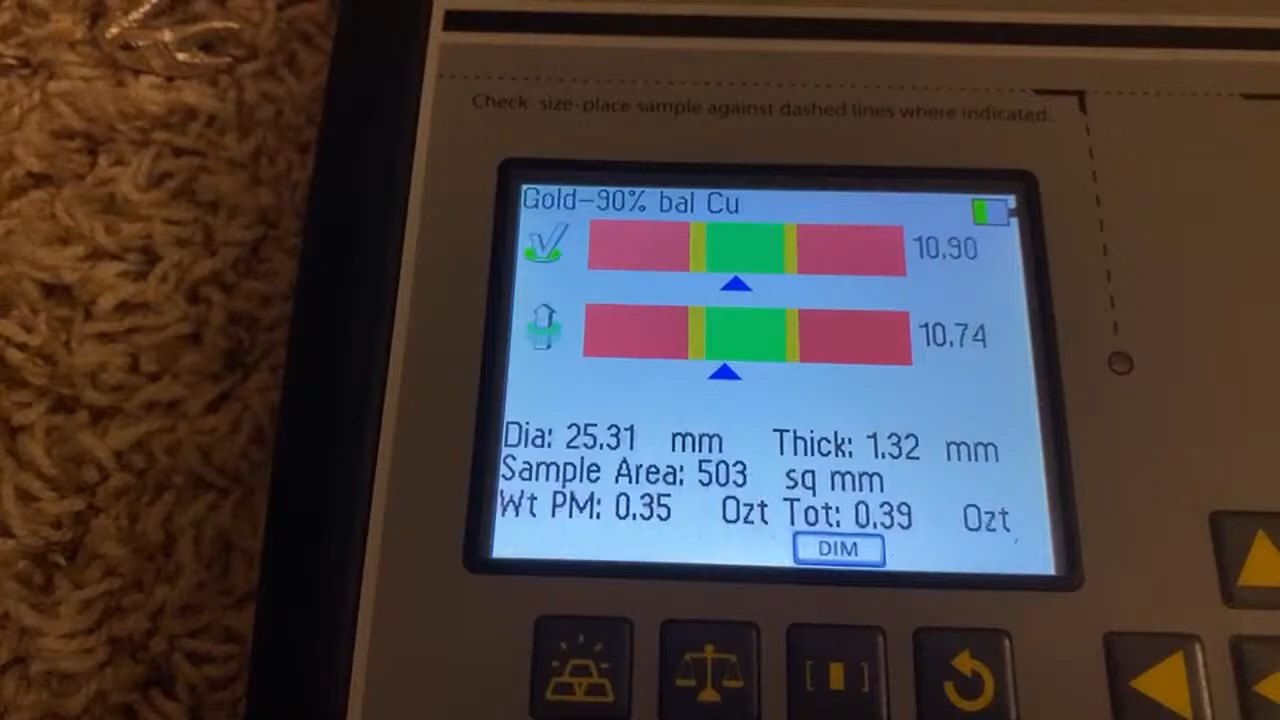 Check size-place sample against dashed lines where indicated.
Gold-90% bal Cu
10.90
10.74
Dia: 25.31 mm Thick: 1.32 mm
Sample Area: 503 sq mm
Wt PM: 0.35 Ozt Tot: 0.39 Ozt
DIM